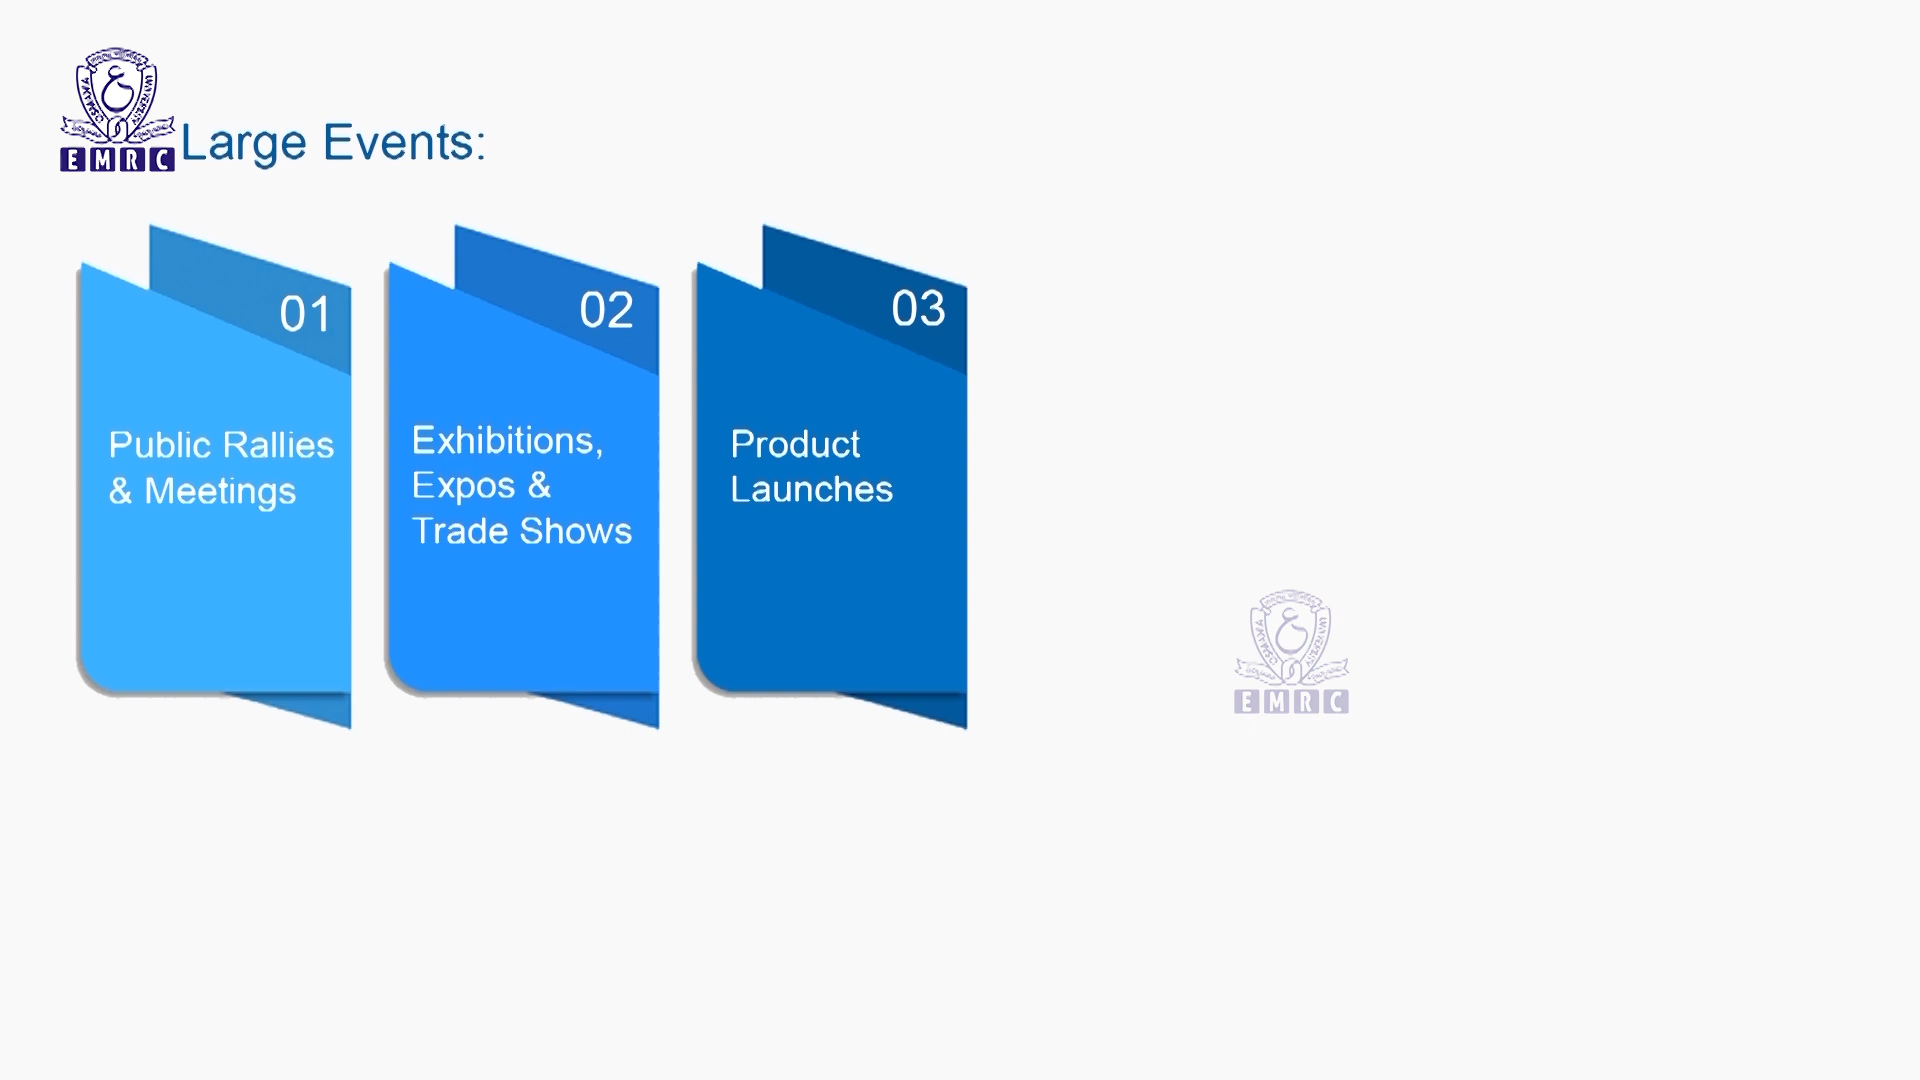 EMRC
Large Events:
01
Public Rallies
& Meetings
02
Exhibitions,
Expos &
Trade Shows
03
Product
Launches
EMRC